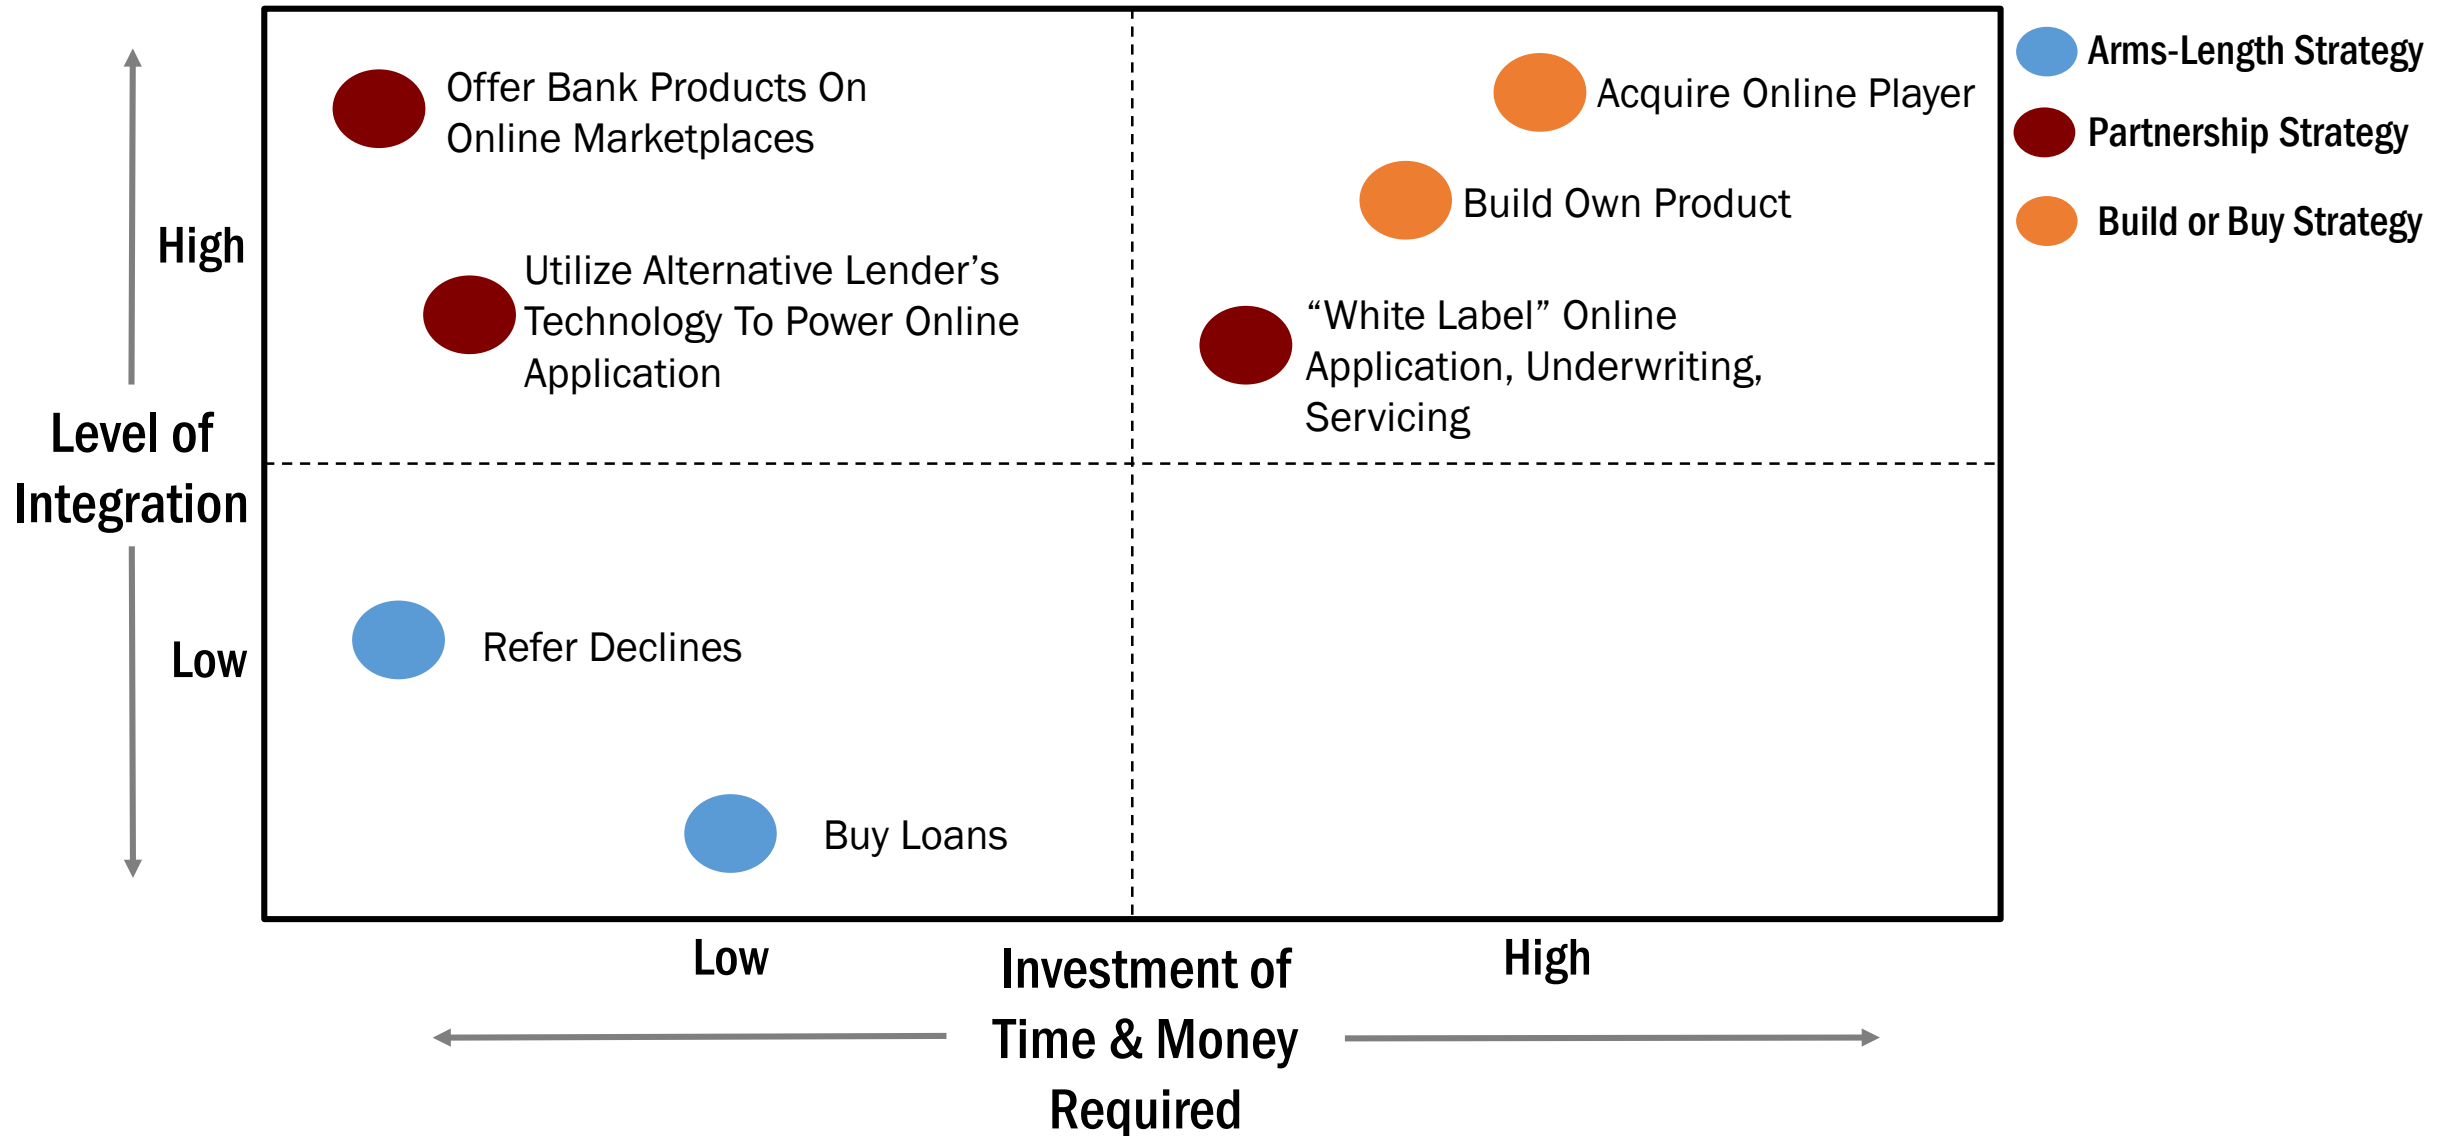 Offer Bank Products On
Online Marketplaces
Acquire Online Player
Build Own Product
Utilize Alternative Lender’s
Technology To Power Online
Application
“White Label” Online
Application, Underwriting,
Servicing
Refer Declines
Buy Loans
High
Level of
Integration
Low
Low
High
Investment of
Time & Money
Required
Arms-Length Strategy
Partnership Strategy
Build or Buy Strategy